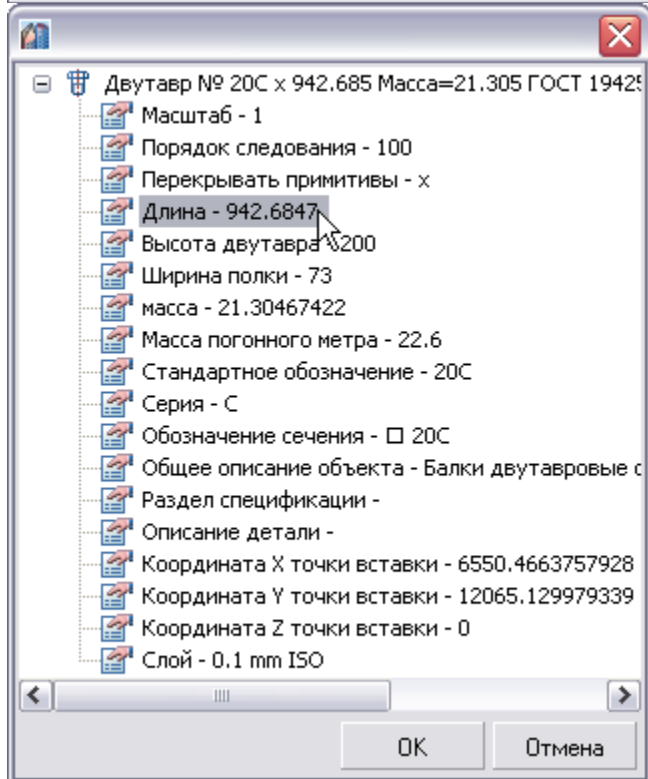 Двутавр № 20С x 942.685 Масса=21.305 ГОСТ 19425
Масштаб - 1
Порядок следования - 100
Перекрывать примитивы - x
Длина - 942.6847
Высота двутавра - 200
Ширина полки - 73
масса - 21.30467422
Масса погонного метра - 22.6
Стандартное обозначение - 20С
Серия - С
Обозначение сечения - □ 20С
Общее описание объекта - Балки двутавровые с
Раздел спецификации -
Описание детали -
Координата X точки вставки - 6550.4663757928
Координата Y точки вставки - 12065.129979339
Координата Z точки вставки - 0
Слой - 0.1 mm ISO
OK
Отмена